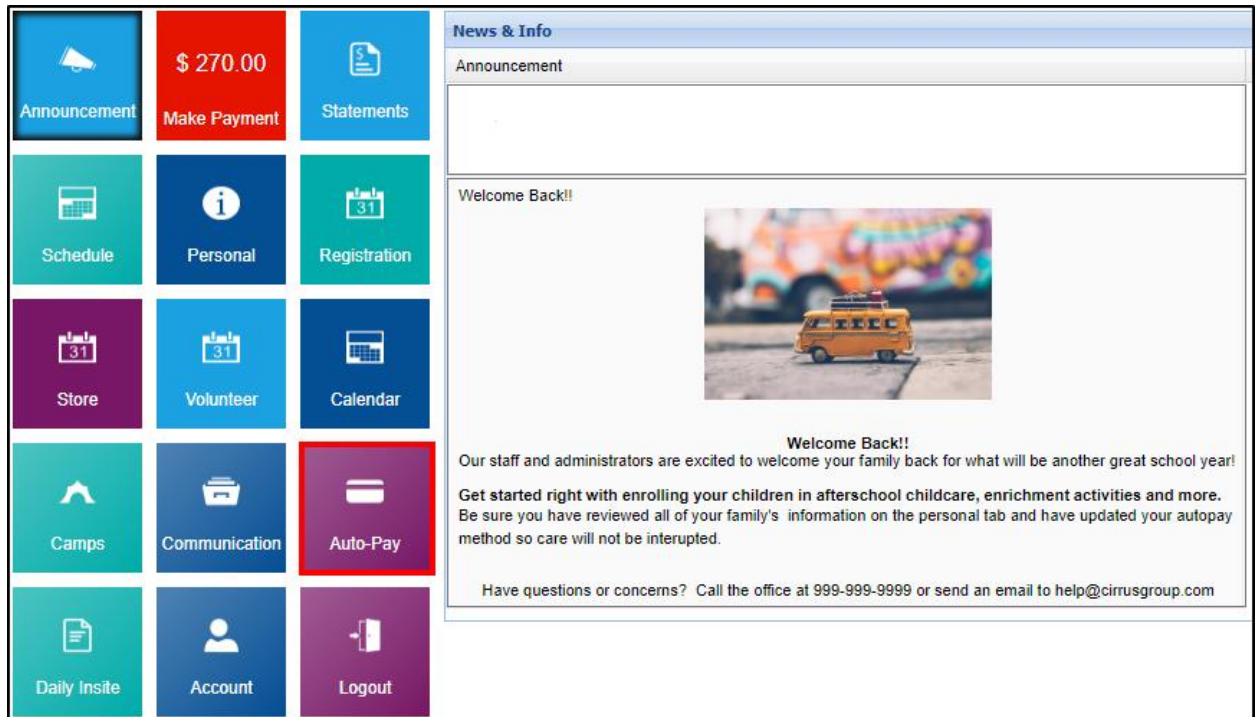 Announcement
$ 270.00
Make Payment
Statements
Schedule
Personal
31
Registration
31
Store
31
Volunteer
Calendar
Camps
Communication
Auto-Pay
Daily Insite
Account
Logout
News & Info
Announcement
Welcome Back!!
Welcome Back!!
Our staff and administrators are excited to welcome your family back for what will be another great school year!
Get started right with enrolling your children in afterschool childcare, enrichment activities and more.
Be sure you have reviewed all of your family's information on the personal tab and have updated your autopay
method so care will not be interupted.
Have questions or concerns? Call the office at 999-999-9999 or send an email to help@cirrusgroup.com